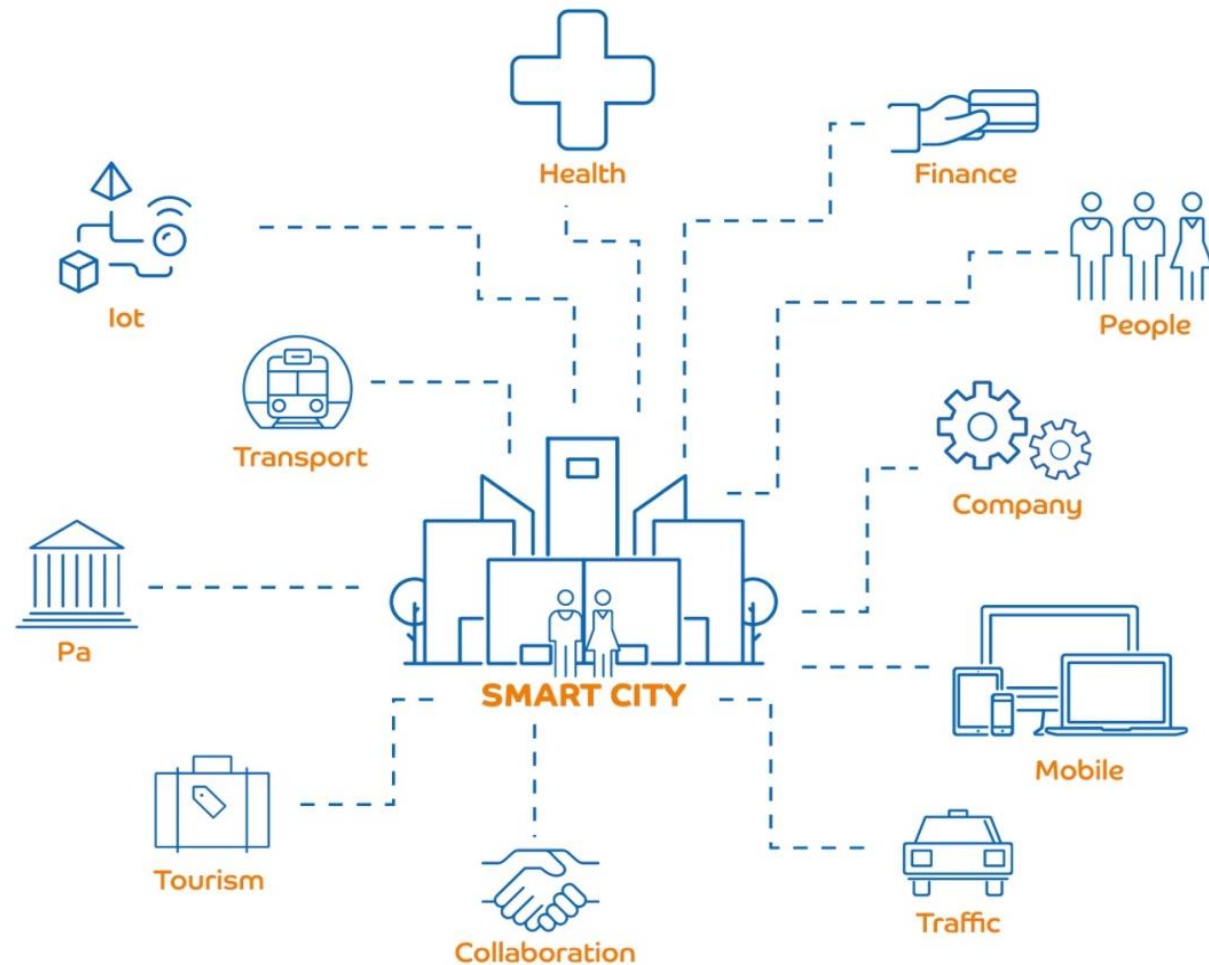 Health
Finance
Iot
People
Transport
Company
Pa
SMART CITY
Mobile
Tourism
Traffic
Collaboration